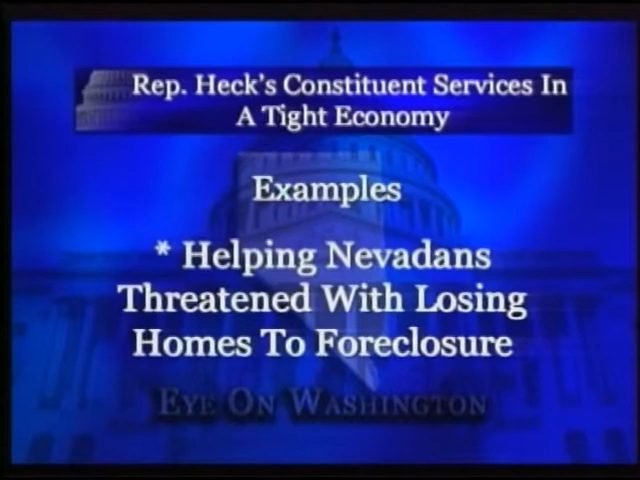 Rep. Heck's Constituent Services In
A Tight Economy
Examples
* Helping Nevadans
Threatened With Losing
Homes To Foreclosure
Eye On Washington